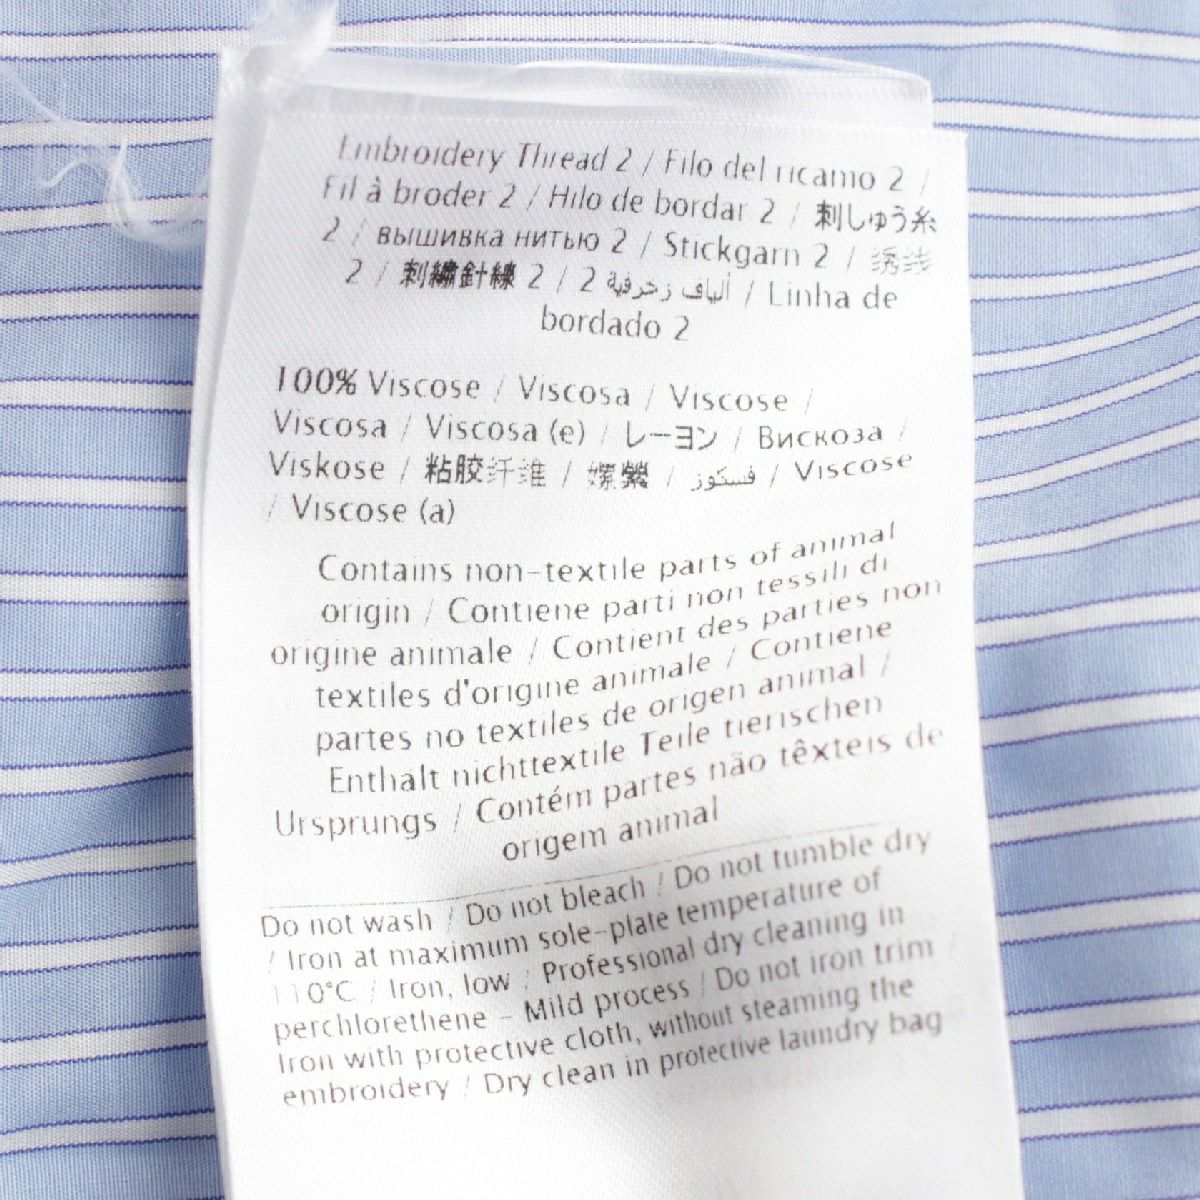 Embroidery Thread 2 / Filo del ricamo 2 /
Fil à broder 2 / Hilo de bordar 2 / 刺しゅう糸
2 / вышивка нитью 2 / Stickgarn 2 / 绣线
2 / 刺繡針線 2 / 2 ألياف زخرفية / Linha de
bordado 2
100% Viscose / Viscosa / Viscose /
Viscosa / Viscosa (e) / レーヨン / Вискоза /
Viskose / 粘胶纤维 / 嫘縈 / فسكوز / Viscose
/ Viscose (a)
Contains non-textile parts of animal
origin / Contiene parti non tessili di
origine animale / Contient des parties non
textiles d'origine animale / Contiene
partes no textiles de origen animal /
Enthält nichttextile Teile tierischen
Ursprungs / Contém partes não têxteis de
origem animal
Do not wash / Do not bleach / Do not tumble dry
/ Iron at maximum sole-plate temperature of
110°C / Iron, low / Professional dry cleaning in
perchlorethene - Mild process / Do not iron trim /
Iron with protective cloth, without steaming the
embroidery / Dry clean in protective laundry bag